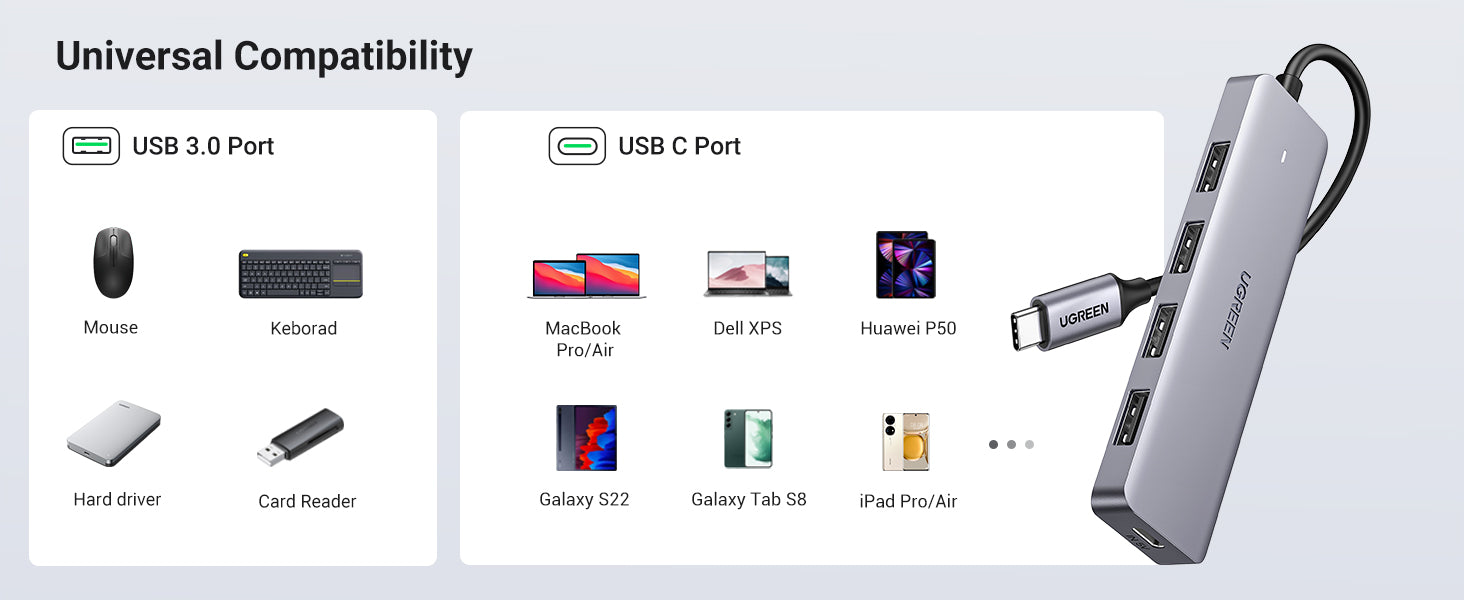 Universal Compatibility
USB 3.0 Port
Mouse
Keborad
Hard driver
Card Reader
USB C Port
MacBook
Pro/Air
Dell XPS
Huawei P50
Galaxy S22
Galaxy Tab S8
iPad Pro/Air
UGREEN
UGREEN